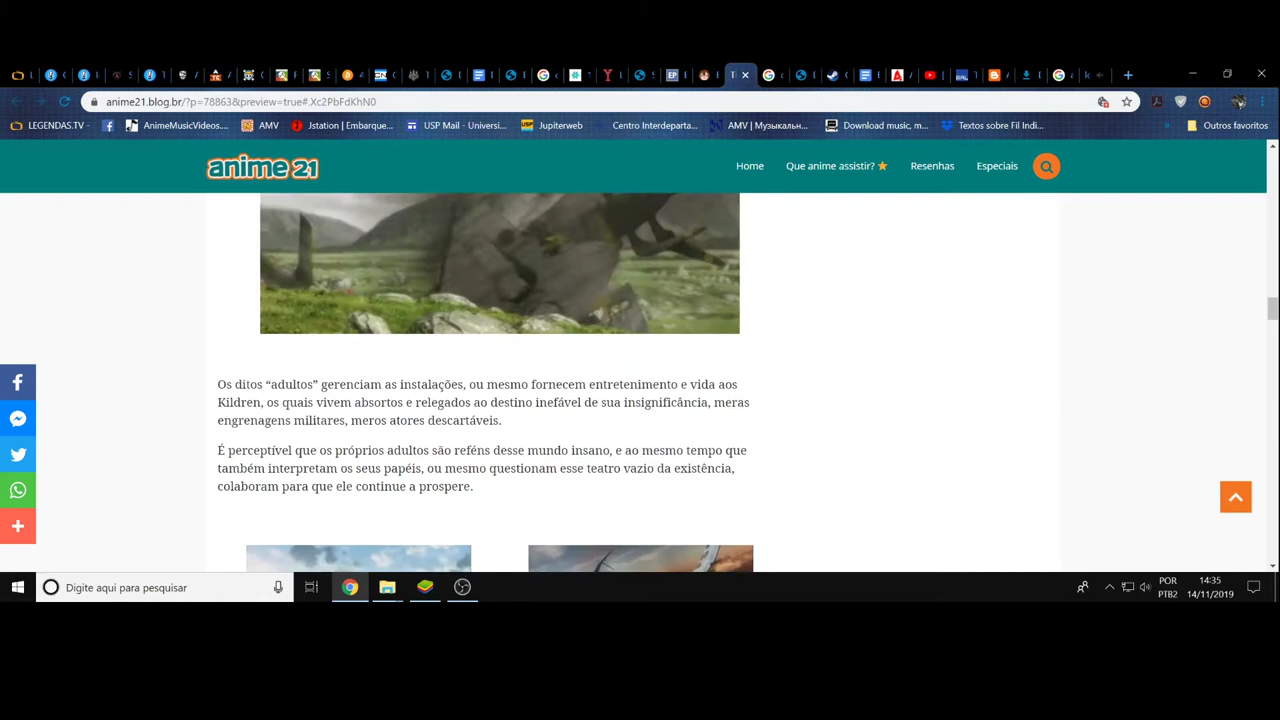 anime21.blog.br/?p=78863&preview=true#.Xc2PbFdKhN0
LEGENDAS.TV - AnimeMusicVideos. AMV Jstation | Embarque... USP Mail - Universi... Jupiterweb Centro Interdeparta... AMV | Музыкальн... Download music, m... Textos sobre Fil Indi... » Outros favoritos
anime 21 Home Que anime assistir? Resenhas Especiais
Os ditos “adultos” gerenciam as instalações, ou mesmo fornecem entretenimento e vida aos
Kildren, os quais vivem absortos e relegados ao destino inefável de sua insignificância, meras
engrenagens militares, meros atores descartáveis.
É perceptível que os próprios adultos são reféns desse mundo insano, e ao mesmo tempo que
também interpretam os seus papéis, ou mesmo questionam esse teatro vazio da existência,
colaboram para que ele continue a prospere.
Digite aqui para pesquisar
POR 14:35
PTB2 14/11/2019